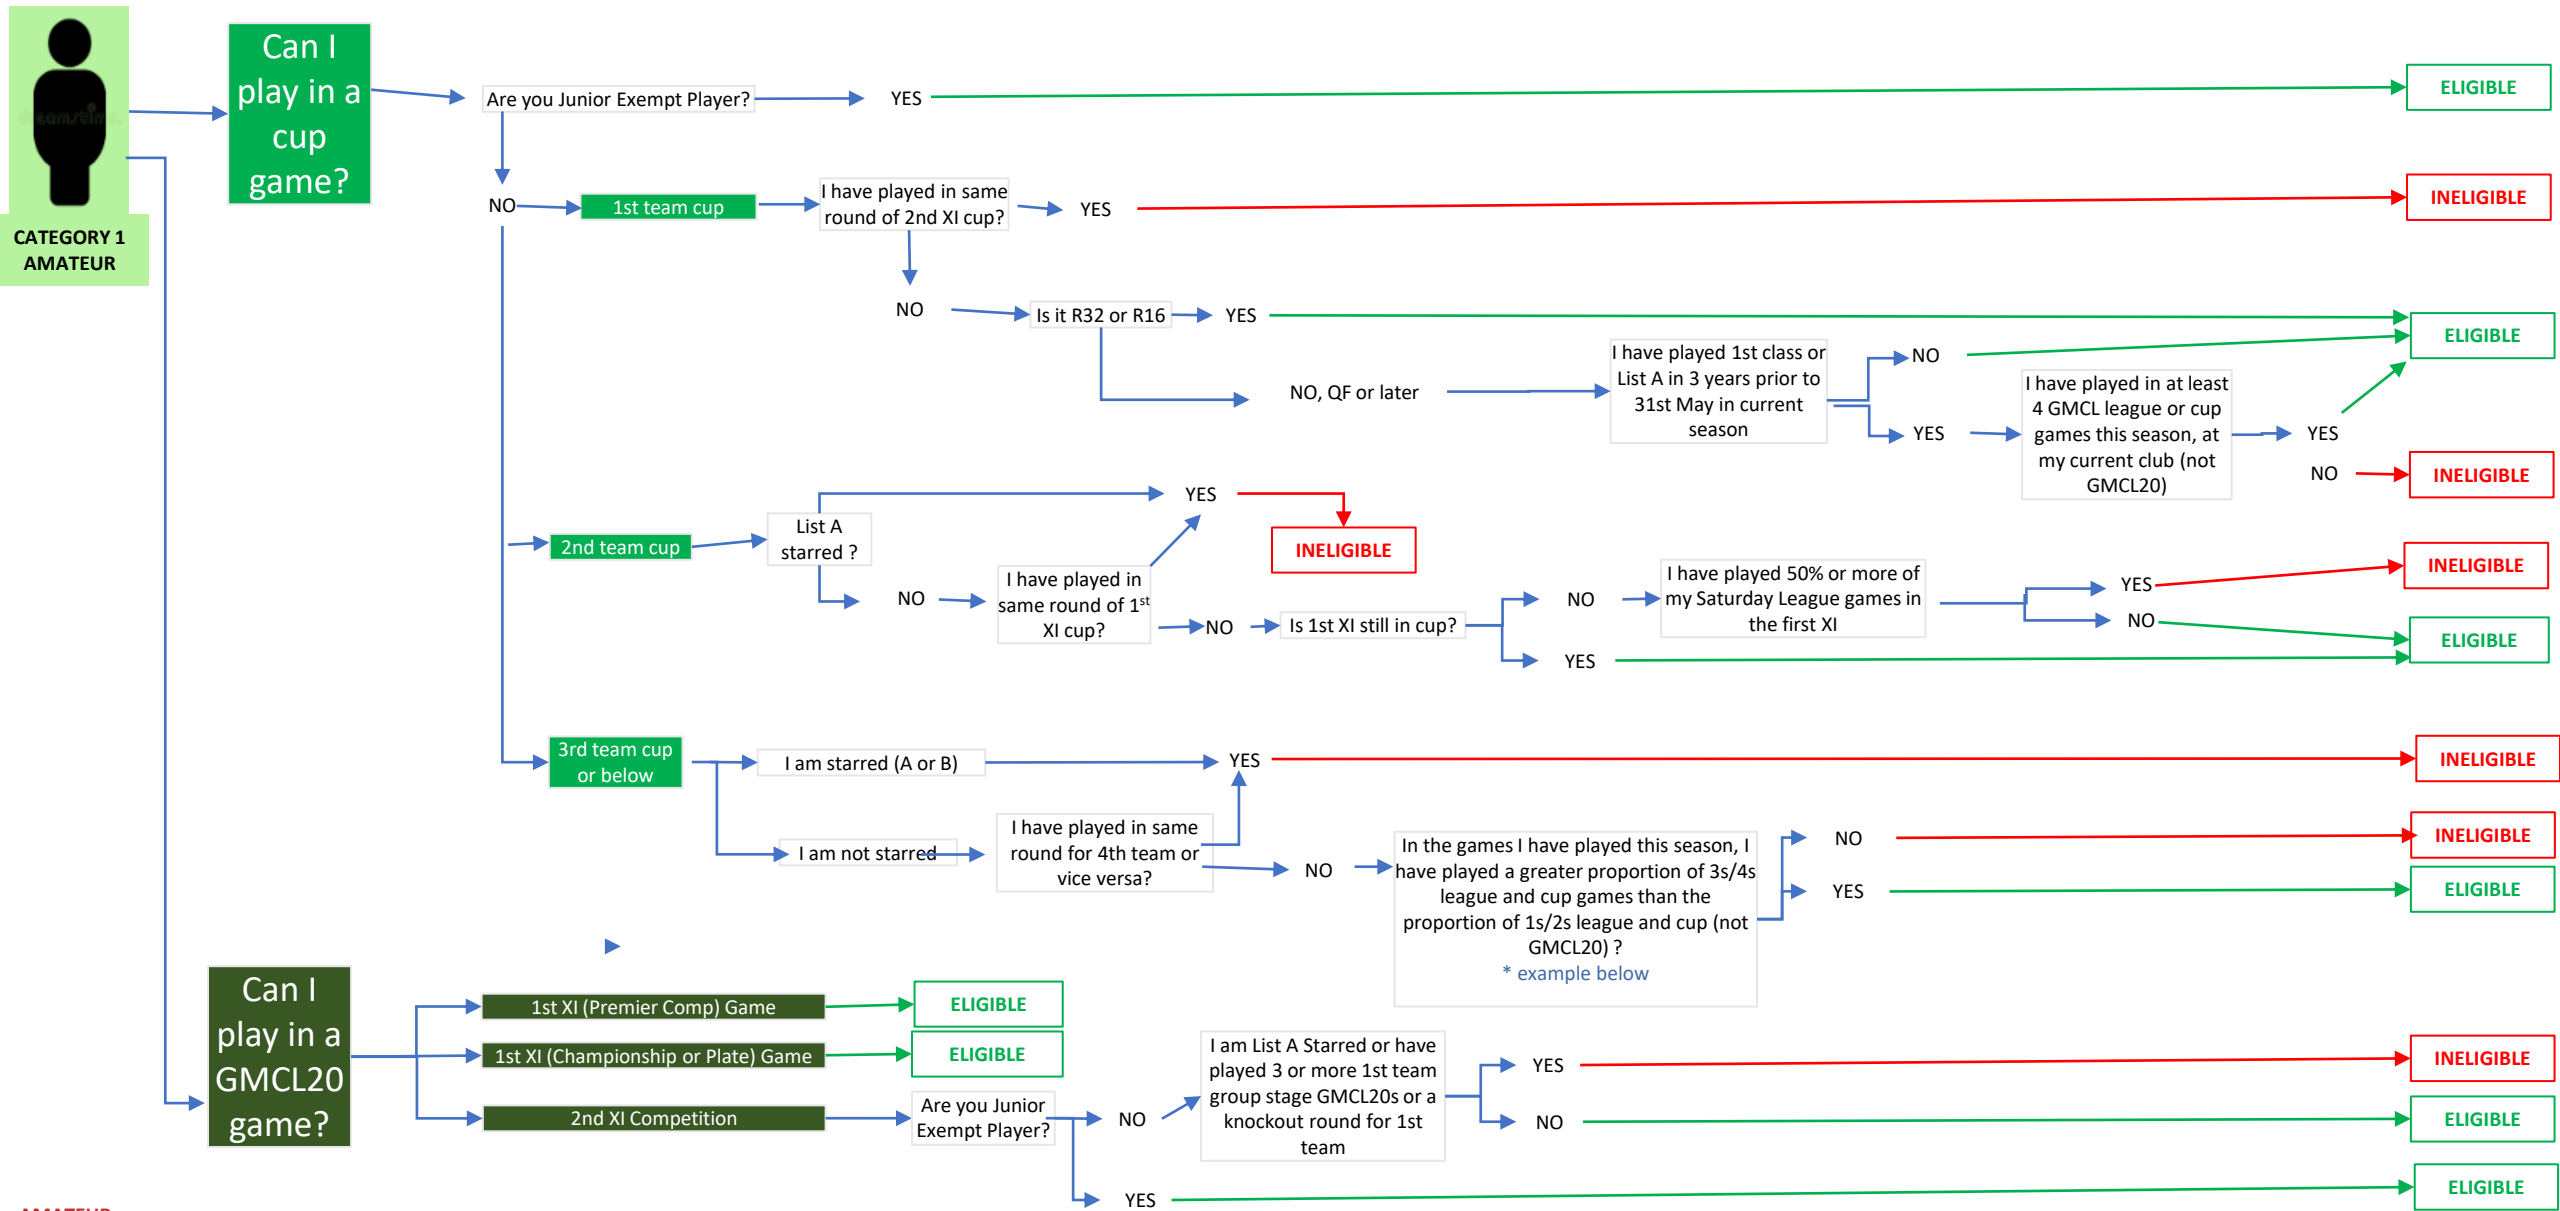 Can I
play in a
cup
game?
CATEGORY 1
AMATEUR
Are you Junior Exempt Player?
YES
ELIGIBLE
NO
1st team cup
I have played in same
round of 2nd XI cup?
YES
INELIGIBLE
NO
Is it R32 or R16
YES
ELIGIBLE
NO, QF or later
I have played 1st class or
List A in 3 years prior to
31st May in current
season
NO
YES
I have played in at least
4 GMCL league or cup
games this season, at
my current club (not
GMCL20)
YES
NO
INELIGIBLE
2nd team cup
List A
starred ?
YES
INELIGIBLE
NO
I have played in
same round of 1st
XI cup?
NO
Is 1st XI still in cup?
NO
I have played 50% or more of
my Saturday League games in
the first XI
YES
INELIGIBLE
NO
ELIGIBLE
YES
3rd team cup
or below
I am starred (A or B)
YES
INELIGIBLE
I am not starred
I have played in same
round for 4th team or
vice versa?
NO
In the games I have played this season, I
have played a greater proportion of 3s/4s
league and cup games than the
proportion of 1s/2s league and cup (not
GMCL20) ?
* example below
NO
INELIGIBLE
YES
ELIGIBLE
Can I
play in a
GMCL20
game?
1st XI (Premier Comp) Game
ELIGIBLE
1st XI (Championship or Plate) Game
ELIGIBLE
2nd XI Competition
Are you Junior
Exempt Player?
NO
I am List A Starred or have
played 3 or more 1st team
group stage GMCL20s or a
knockout round for 1st
team
YES
INELIGIBLE
NO
ELIGIBLE
YES
ELIGIBLE
AMATEUR